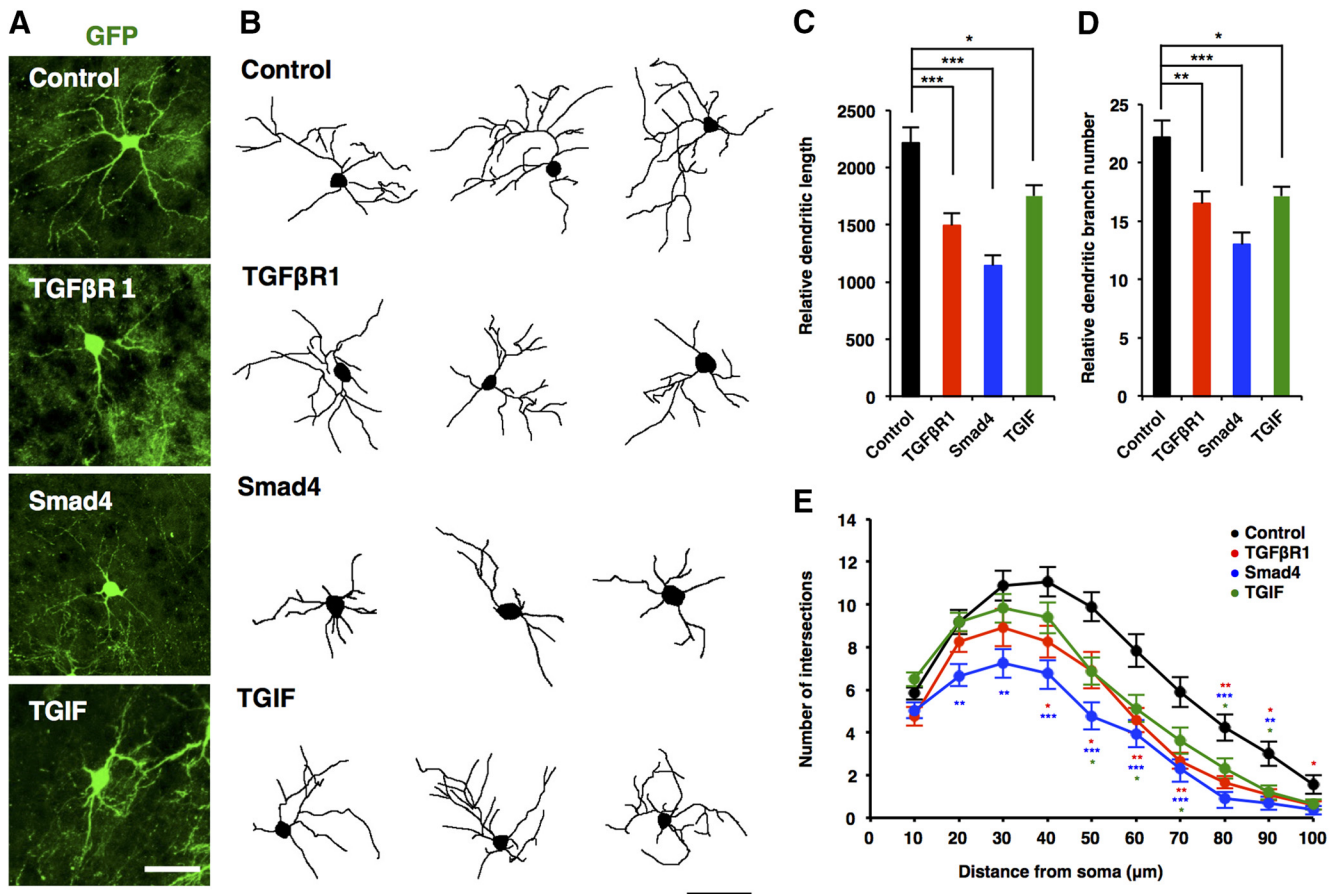 A
GFP
Control
TGFβR 1
Smad4
TGIF
B
Control
TGFβR1
Smad4
TGIF
C
*
***
***
Relative dendritic length
2500
2000
1500
1000
500
0
Control
TGFβR1
Smad4
TGIF
D
*
***
**
Relative dendritic branch number
25
20
15
10
5
0
Control
TGFβR1
Smad4
TGIF
E
Number of intersections
14
12
10
8
6
4
2
0
Control
TGFβR1
Smad4
TGIF
**
**
*
***
*
***
*
**
***
*
**
***
*
**
***
*
*
**
*
*
0 10 20 30 40 50 60 70 80 90 100
Distance from soma (µm)